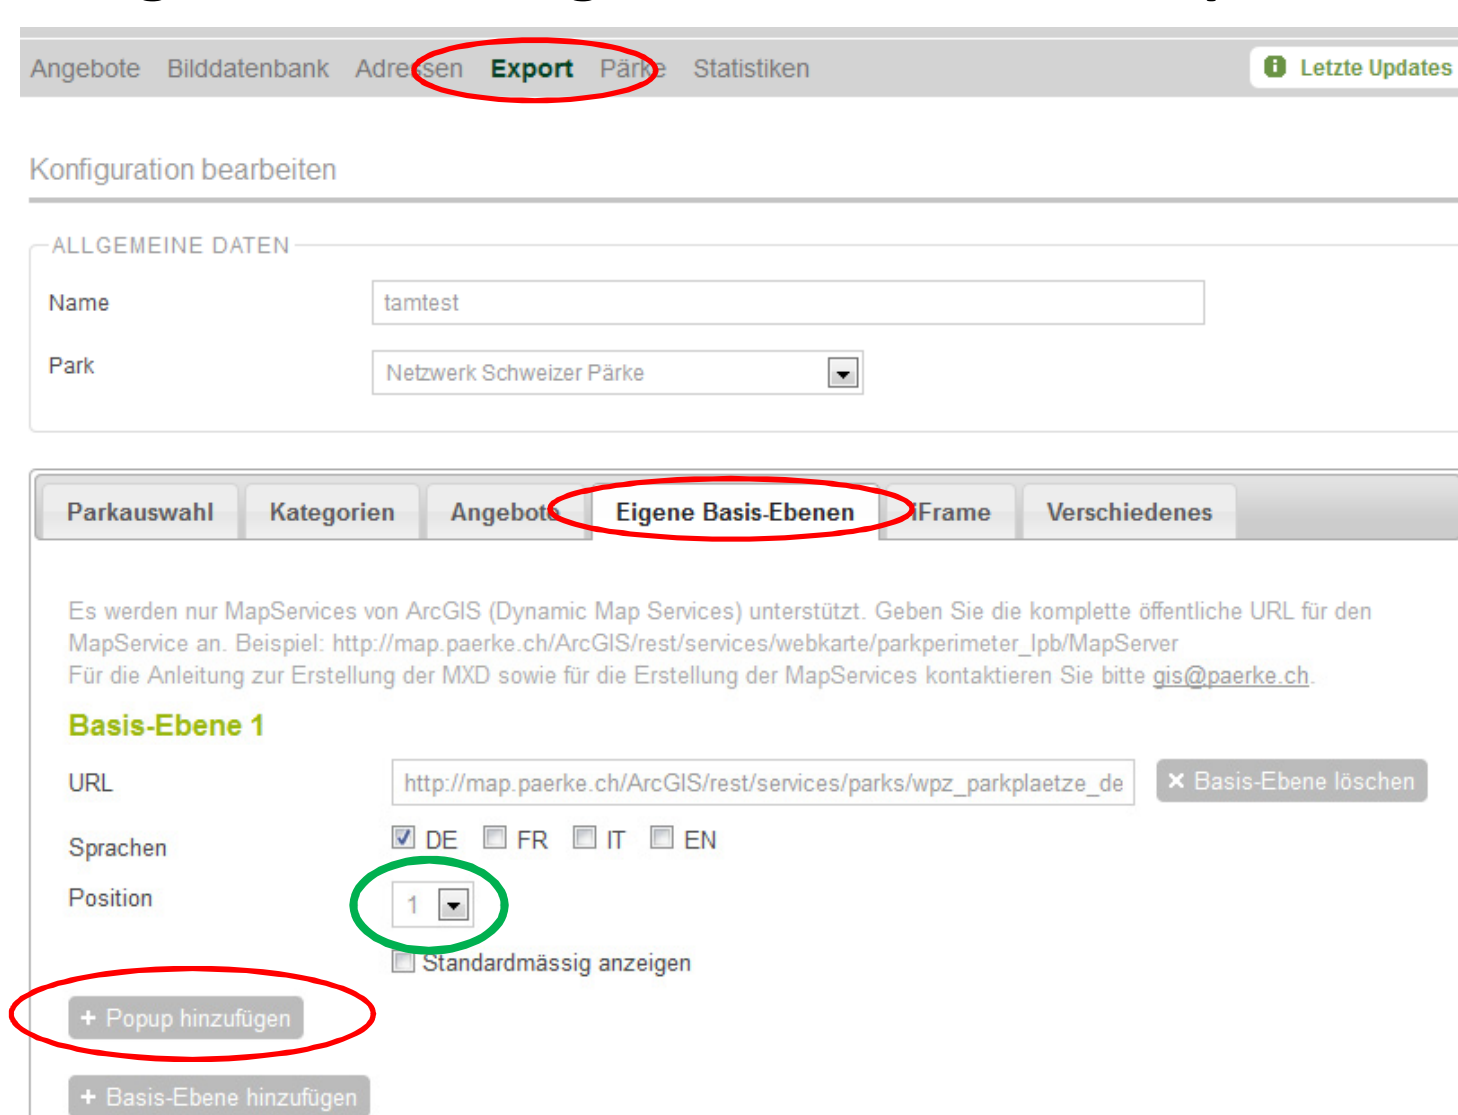 Angebote Bilddatenbank Adressen Export Pärke Statistiken Letzte Updates
Konfiguration bearbeiten
ALLGEMEINE DATEN
Name tamtest
Park Netzwerk Schweizer Pärke
Parkauswahl Kategorien Angebote Eigene Basis-Ebenen iFrame Verschiedenes
Es werden nur MapServices von ArcGIS (Dynamic Map Services) unterstützt. Geben Sie die komplette öffentliche URL für den
MapService an. Beispiel: http://map.paerke.ch/ArcGIS/rest/services/webkarte/parkperimeter_lpb/MapServer
Für die Anleitung zur Erstellung der MXD sowie für die Erstellung der MapServices kontaktieren Sie bitte gis@paerke.ch.
Basis-Ebene 1
URL http://map.paerke.ch/ArcGIS/rest/services/parks/wpz_parkplaetze_de × Basis-Ebene löschen
Sprachen DE FR IT EN
Position 1
Standardmässig anzeigen
+ Popup hinzufügen
+ Basis-Ebene hinzufügen